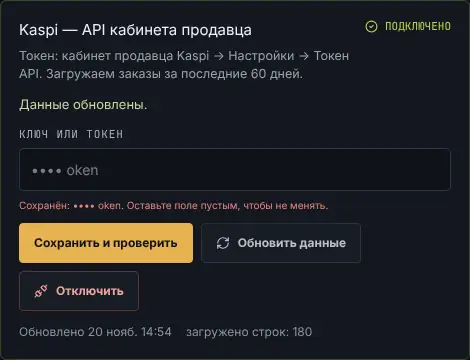 Kaspi — API кабинета продавца
ПОДКЛЮЧЕНО
Токен: кабинет продавца Kaspi → Настройки → Токен
API. Загружаем заказы за последние 60 дней.
Данные обновлены.
КЛЮЧ ИЛИ ТОКЕН
•••• oken
Сохранён: •••• oken. Оставьте поле пустым, чтобы не менять.
Сохранить и проверить
Обновить данные
Отключить
Обновлено 20 нояб. 14:54 загружено строк: 180